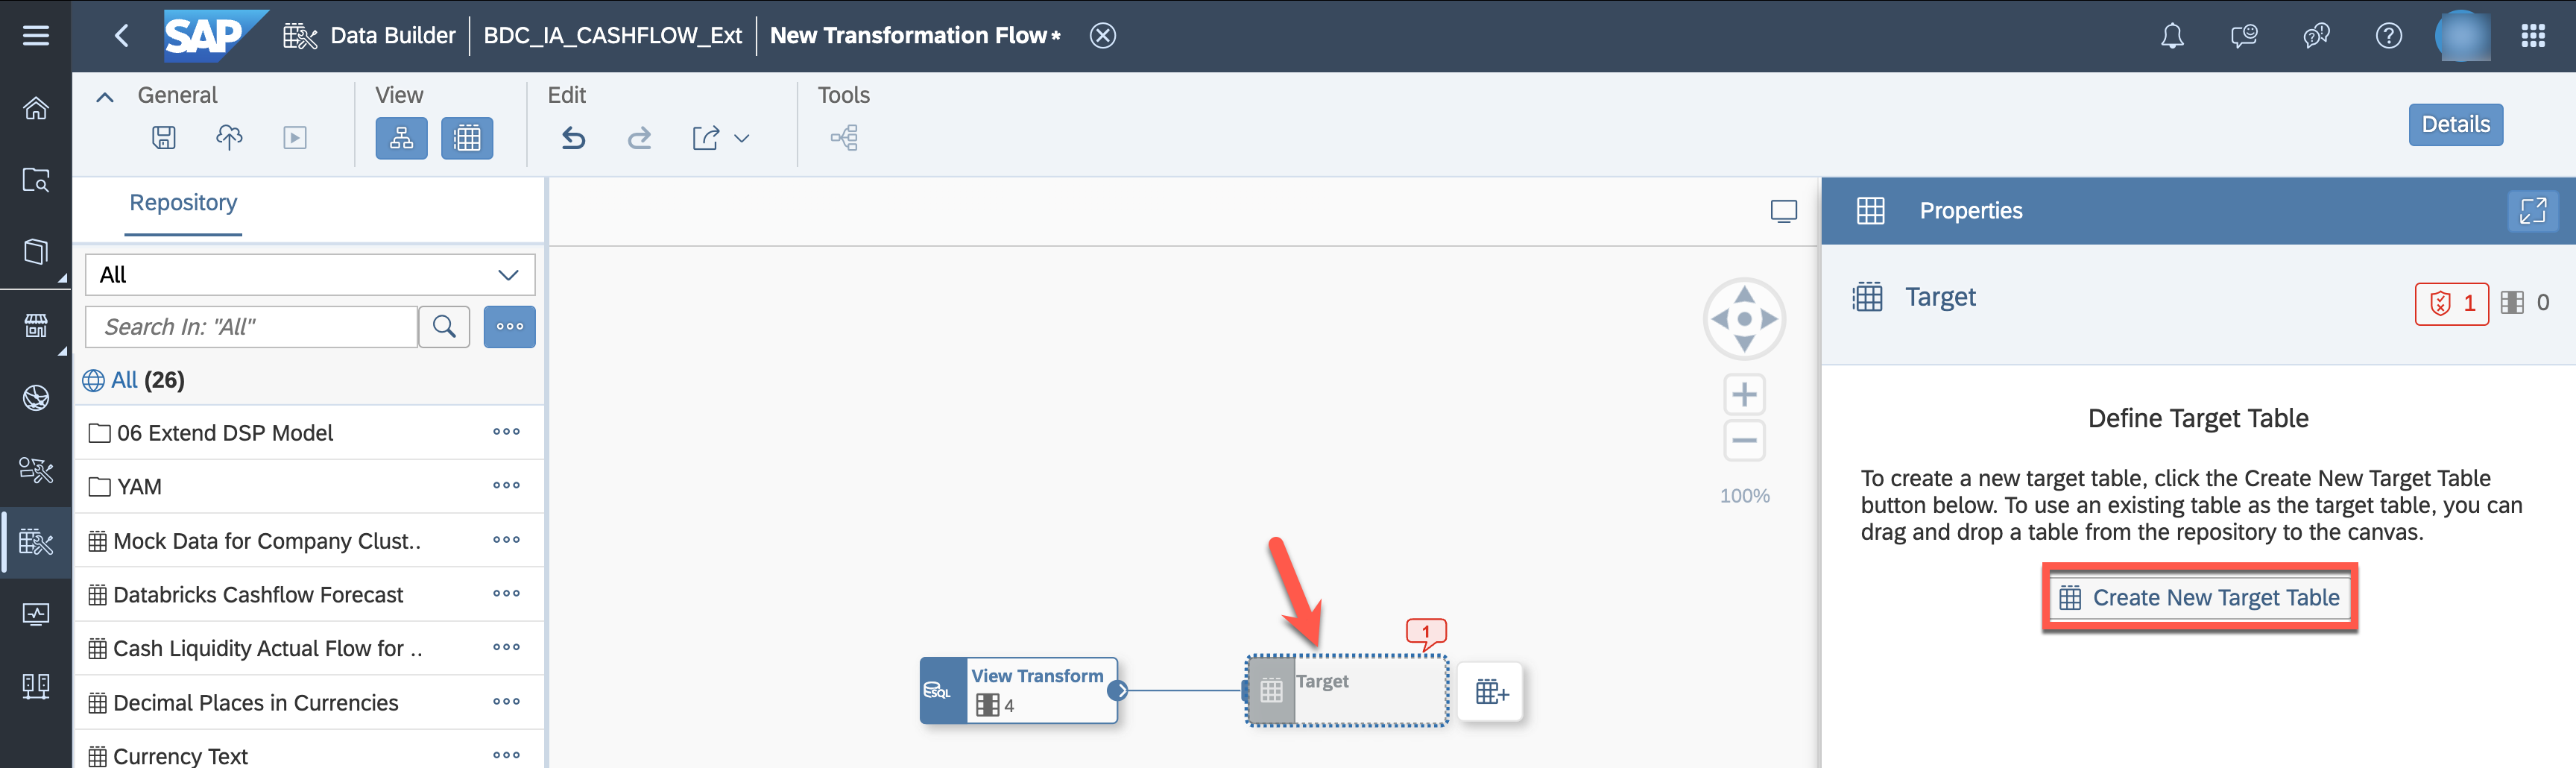 SAP Data Builder BDC_IA_CASHFLOW_Ext New Transformation Flow*
General View Edit Tools
Details
Repository
All
Search In: "All"
All (26)
06 Extend DSP Model
YAM
Mock Data for Company Clust..
Databricks Cashflow Forecast
Cash Liquidity Actual Flow for ..
Decimal Places in Currencies
Currency Text
100%
SQL
View Transform
4
1
Target
Properties
Target
1 0
Define Target Table
To create a new target table, click the Create New Target Table
button below. To use an existing table as the target table, you can
drag and drop a table from the repository to the canvas.
Create New Target Table